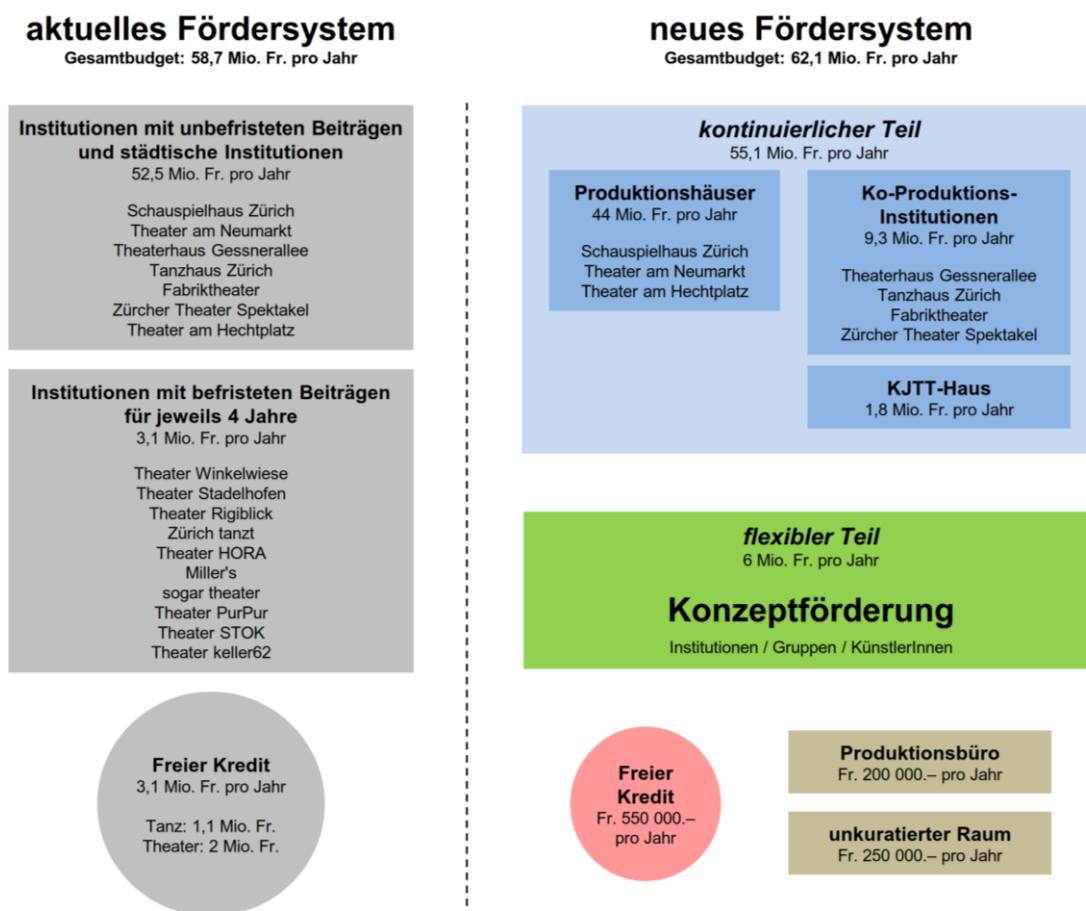 aktuelles Fördersystem
Gesamtbudget: 58,7 Mio. Fr. pro Jahr
Institutionen mit unbefristeten Beiträgen
und städtische Institutionen
52,5 Mio. Fr. pro Jahr
Schauspielhaus Zürich
Theater am Neumarkt
Theaterhaus Gessnerallee
Tanzhaus Zürich
Fabriktheater
Zürcher Theater Spektakel
Theater am Hechtplatz
Institutionen mit befristeten Beiträgen
für jeweils 4 Jahre
3,1 Mio. Fr. pro Jahr
Theater Winkelwiese
Theater Stadelhofen
Theater Rigiblick
Zürich tanzt
Theater HORA
Miller's
sogar theater
Theater PurPur
Theater STOK
Theater keller62
Freier Kredit
3,1 Mio. Fr. pro Jahr
Tanz: 1,1 Mio. Fr.
Theater: 2 Mio. Fr.
neues Fördersystem
Gesamtbudget: 62,1 Mio. Fr. pro Jahr
kontinuierlicher Teil
55,1 Mio. Fr. pro Jahr
Produktionshäuser
44 Mio. Fr. pro Jahr
Schauspielhaus Zürich
Theater am Neumarkt
Theater am Hechtplatz
Ko-Produktions-
Institutionen
9,3 Mio. Fr. pro Jahr
Theaterhaus Gessnerallee
Tanzhaus Zürich
Fabriktheater
Zürcher Theater Spektakel
KJTT-Haus
1,8 Mio. Fr. pro Jahr
flexibler Teil
6 Mio. Fr. pro Jahr
Konzeptförderung
Institutionen / Gruppen / KünstlerInnen
Freier
Kredit
Fr. 550 000.–
pro Jahr
Produktionsbüro
Fr. 200 000.– pro Jahr
unkuratierter Raum
Fr. 250 000.– pro Jahr